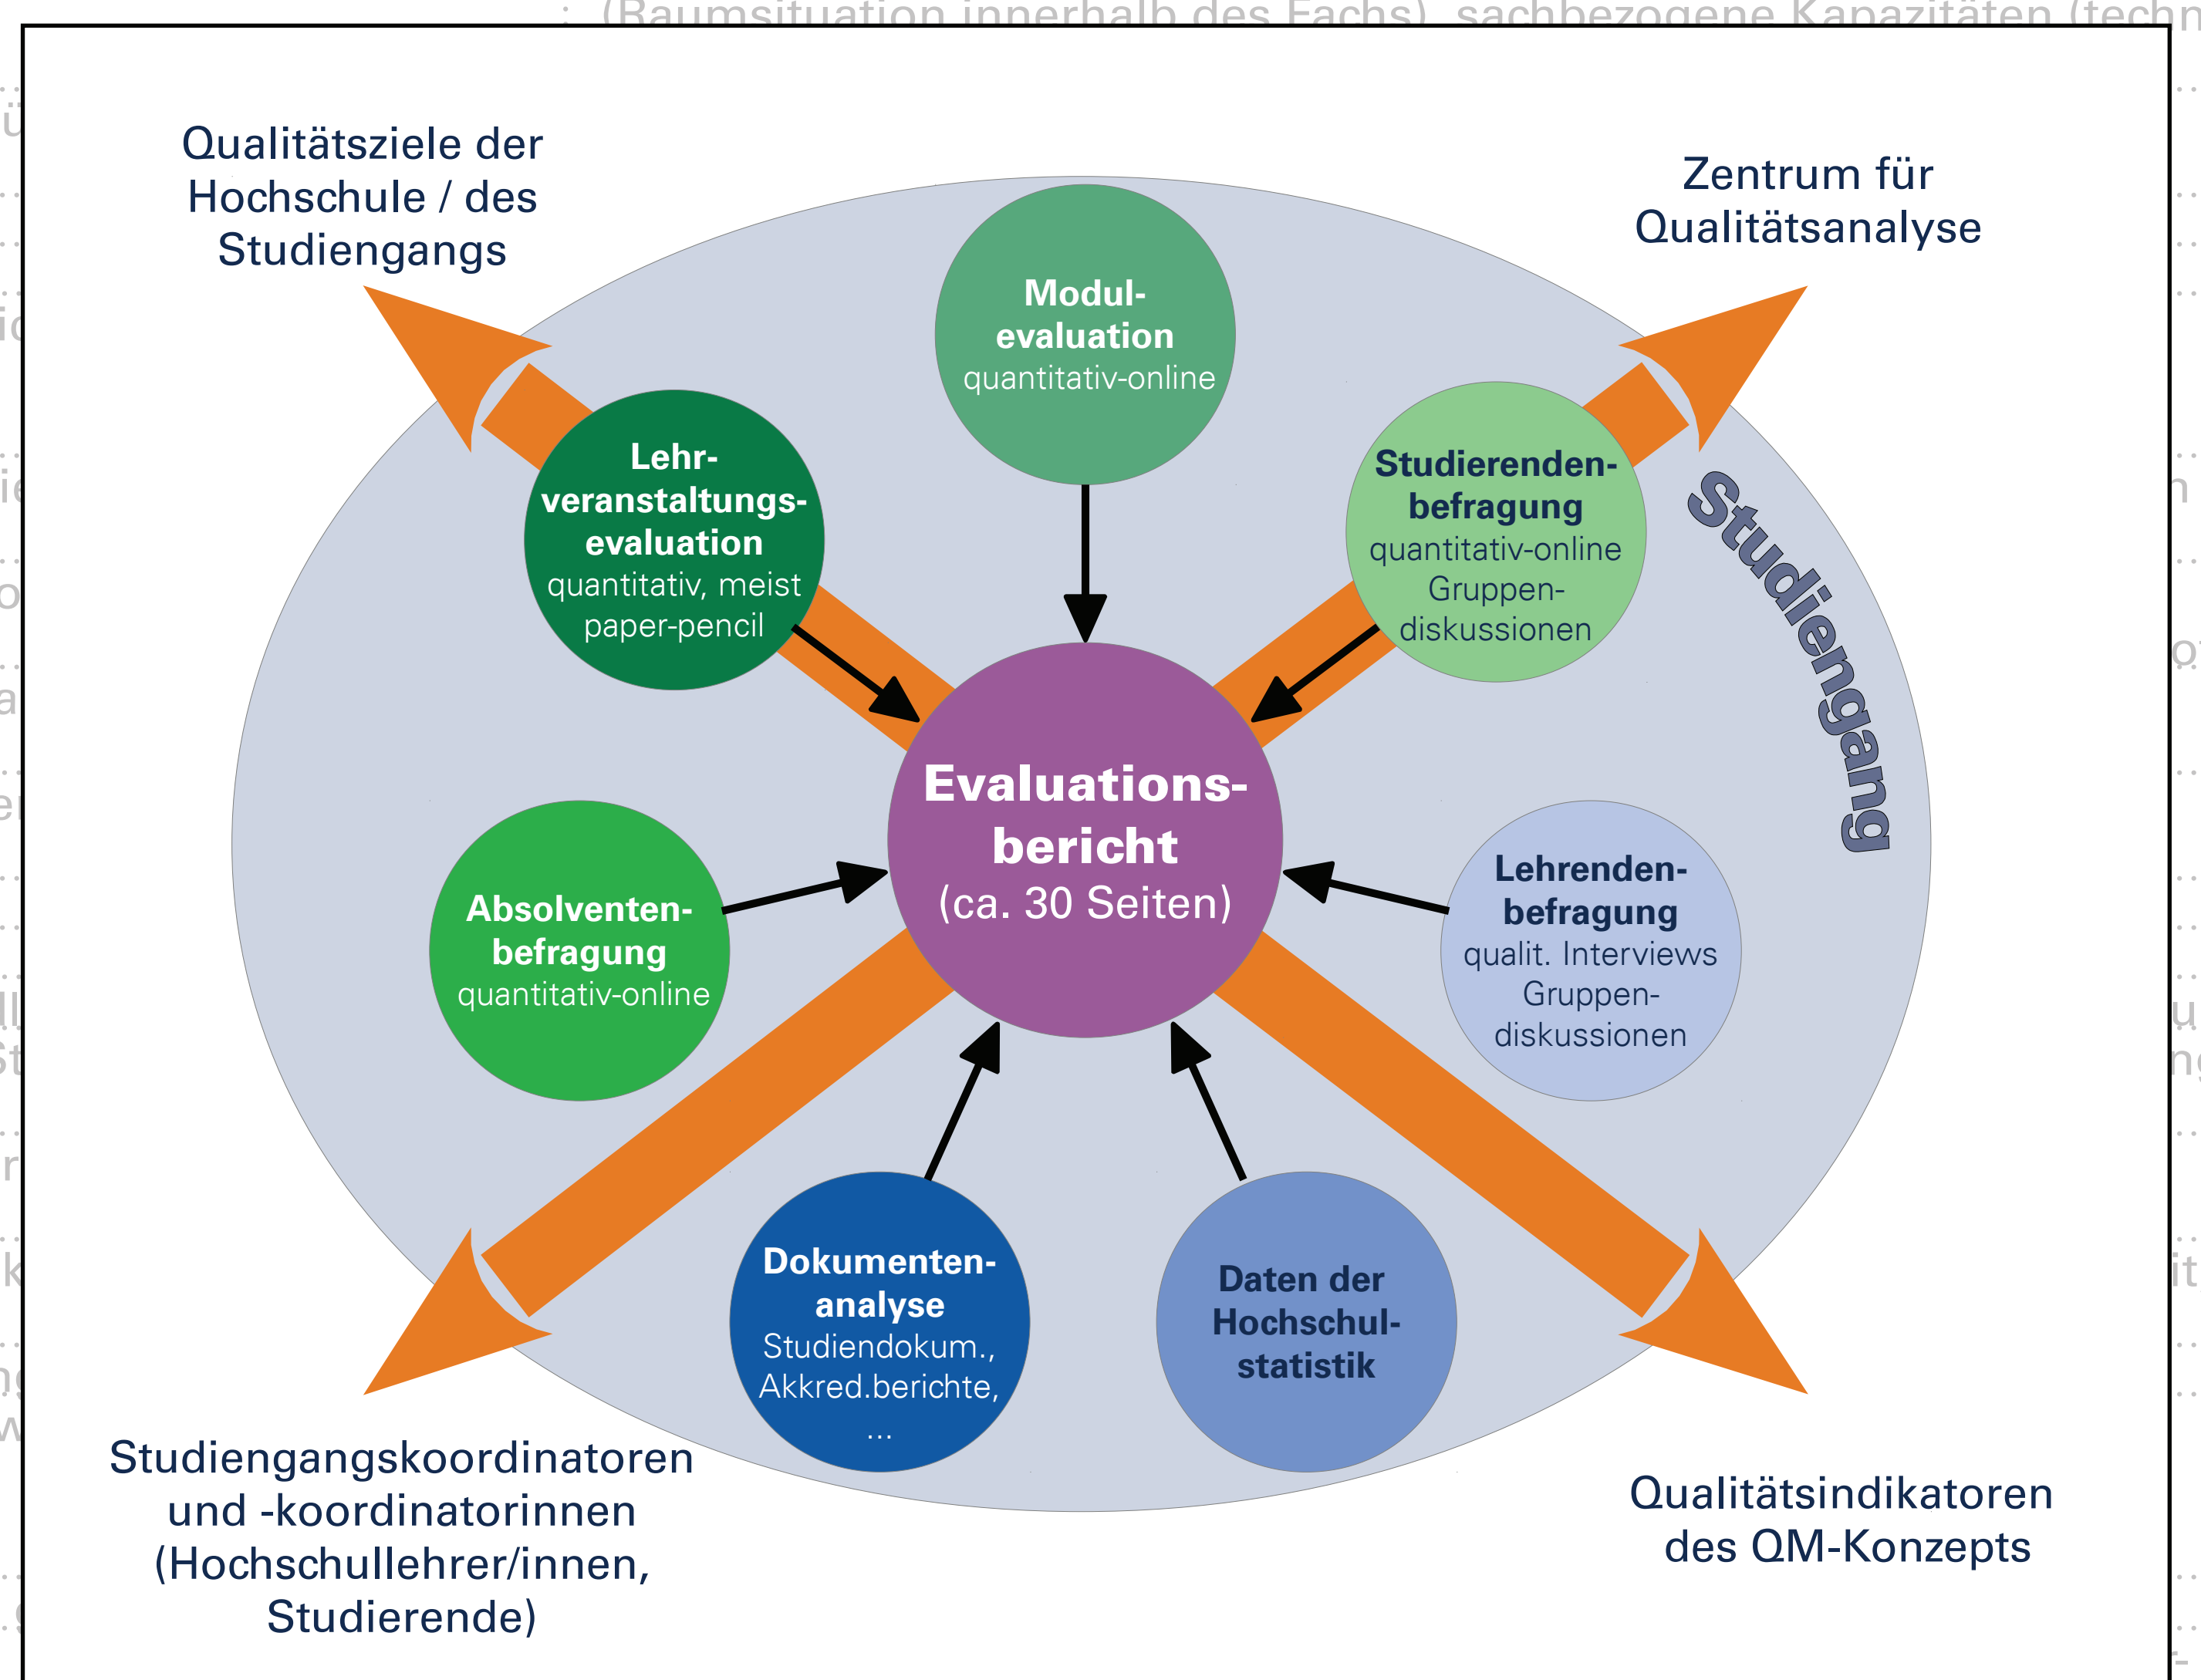 (Raumsituation innerhalb des Fachs) sachbezogene Kapazitäten
Qualitätsziele der
Hochschule / des
Studiengangs
Zentrum für
Qualitätsanalyse
Modul-
evaluation
quantitativ-online
Lehr-
veranstaltungs-
evaluation
quantitativ, meist
paper-pencil
Studierenden-
befragung
quantitativ-online
Gruppen-
diskussionen
Studiengang
Evaluations-
bericht
(ca. 30 Seiten)
Absolventen-
befragung
quantitativ-online
Lehrenden-
befragung
qualit. Interviews
Gruppen-
diskussionen
Dokumenten-
analyse
Studiendokum.,
Akkred.berichte,
...
Daten der
Hochschul-
statistik
Studiengangskoordinatoren
und -koordinatorinnen
(Hochschullehrer/innen,
Studierende)
Qualitätsindikatoren
des QM-Konzepts